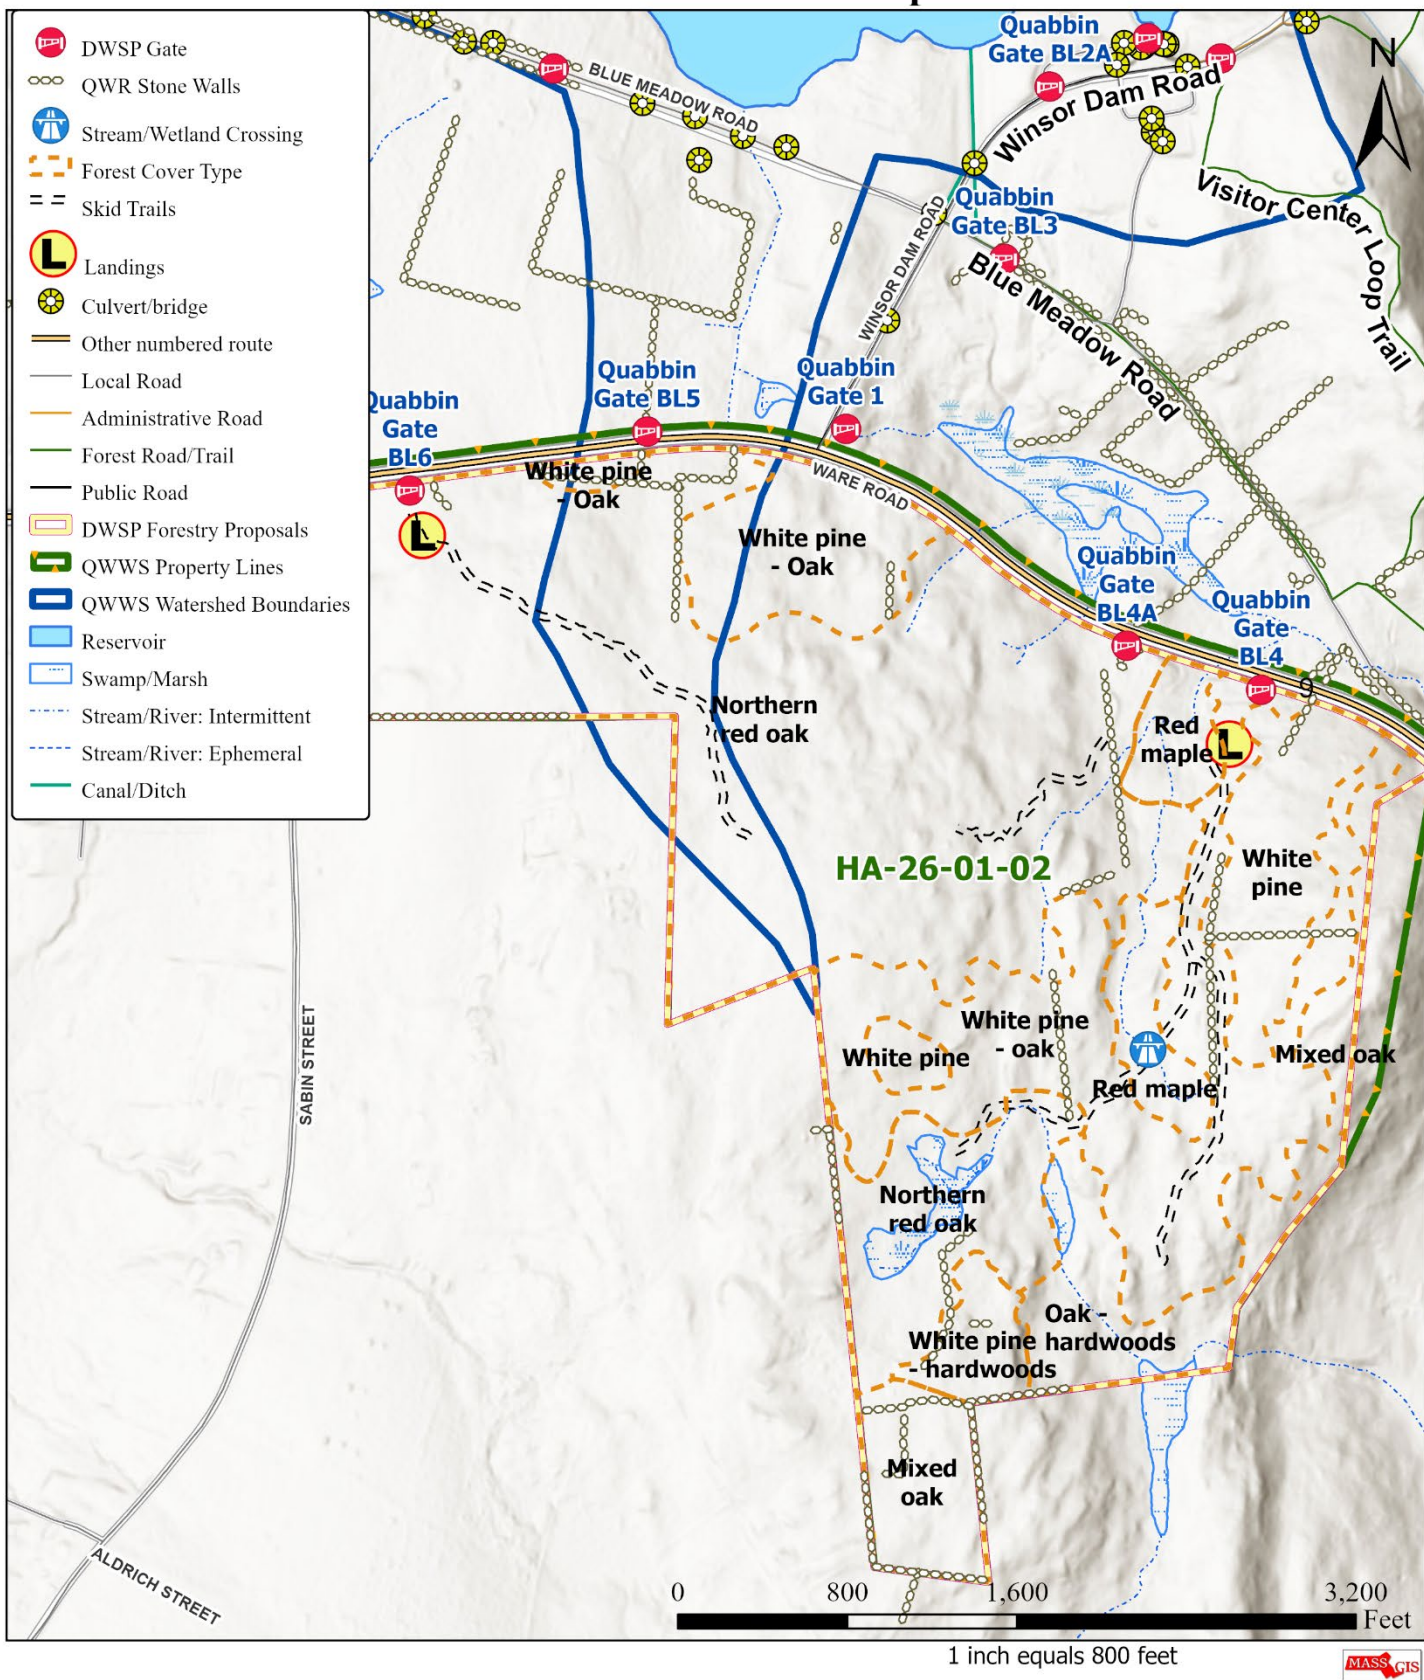 DWSP Gate
QWR Stone Walls
Stream/Wetland Crossing
Forest Cover Type
Skid Trails
L
Landings
Culvert/bridge
Other numbered route
Local Road
Administrative Road
Forest Road/Trail
Public Road
DWSP Forestry Proposals
QWWS Property Lines
QWWS Watershed Boundaries
Reservoir
Swamp/Marsh
Stream/River: Intermittent
Stream/River: Ephemeral
Canal/Ditch
Quabbin
Gate BL2A
N
BLUE MEADOW ROAD
Winsor Dam Road
Visitor Center Loop Trail
Quabbin
Gate BL3
WINSOR DAM ROAD
Blue Meadow Road
Quabbin
Gate
BL6
Quabbin
Gate BL5
Quabbin
Gate 1
White pine
- Oak
WARE ROAD
L
White pine
- Oak
Quabbin
Gate
BL4A
Quabbin
Gate
BL4
9
Northern
red oak
Red
maple
L
HA-26-01-02
White
pine
White pine
- oak
White pine
Mixed oak
Red maple
SABIN STREET
Northern
red oak
Oak -
hardwoods
White pine
- hardwoods
Mixed
oak
ALDRICH STREET
0 800 1,600 3,200
Feet
1 inch equals 800 feet
MASS GIS